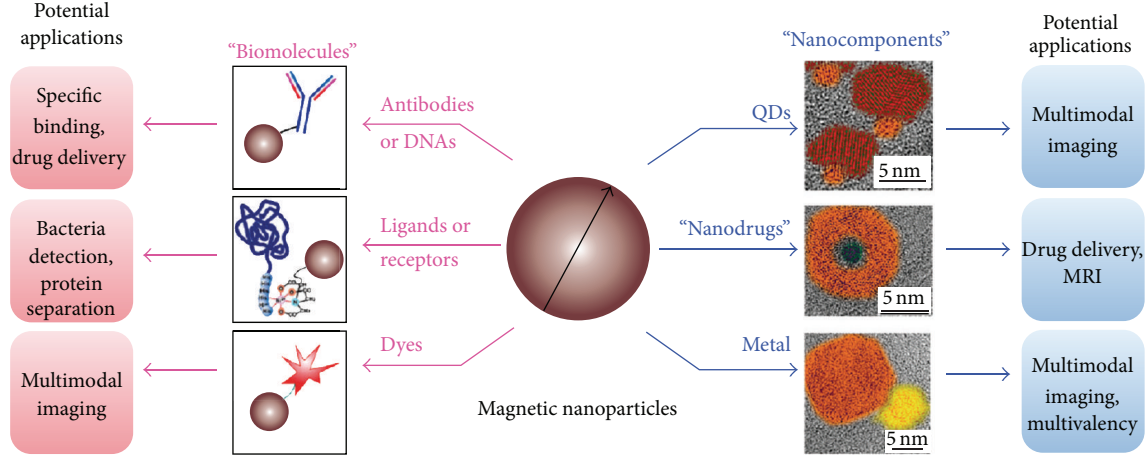 Potential
applications
"Biomolecules"
"Nanocomponents"
Potential
applications
Specific
binding,
drug delivery
Antibodies
or DNAs
QDs
5 nm
Multimodal
imaging
Bacteria
detection,
protein
separation
Ligands or
receptors
"Nanodrugs"
5 nm
Drug delivery,
MRI
Multimodal
imaging
Dyes
Magnetic nanoparticles
Metal
5 nm
Multimodal
imaging,
multivalency